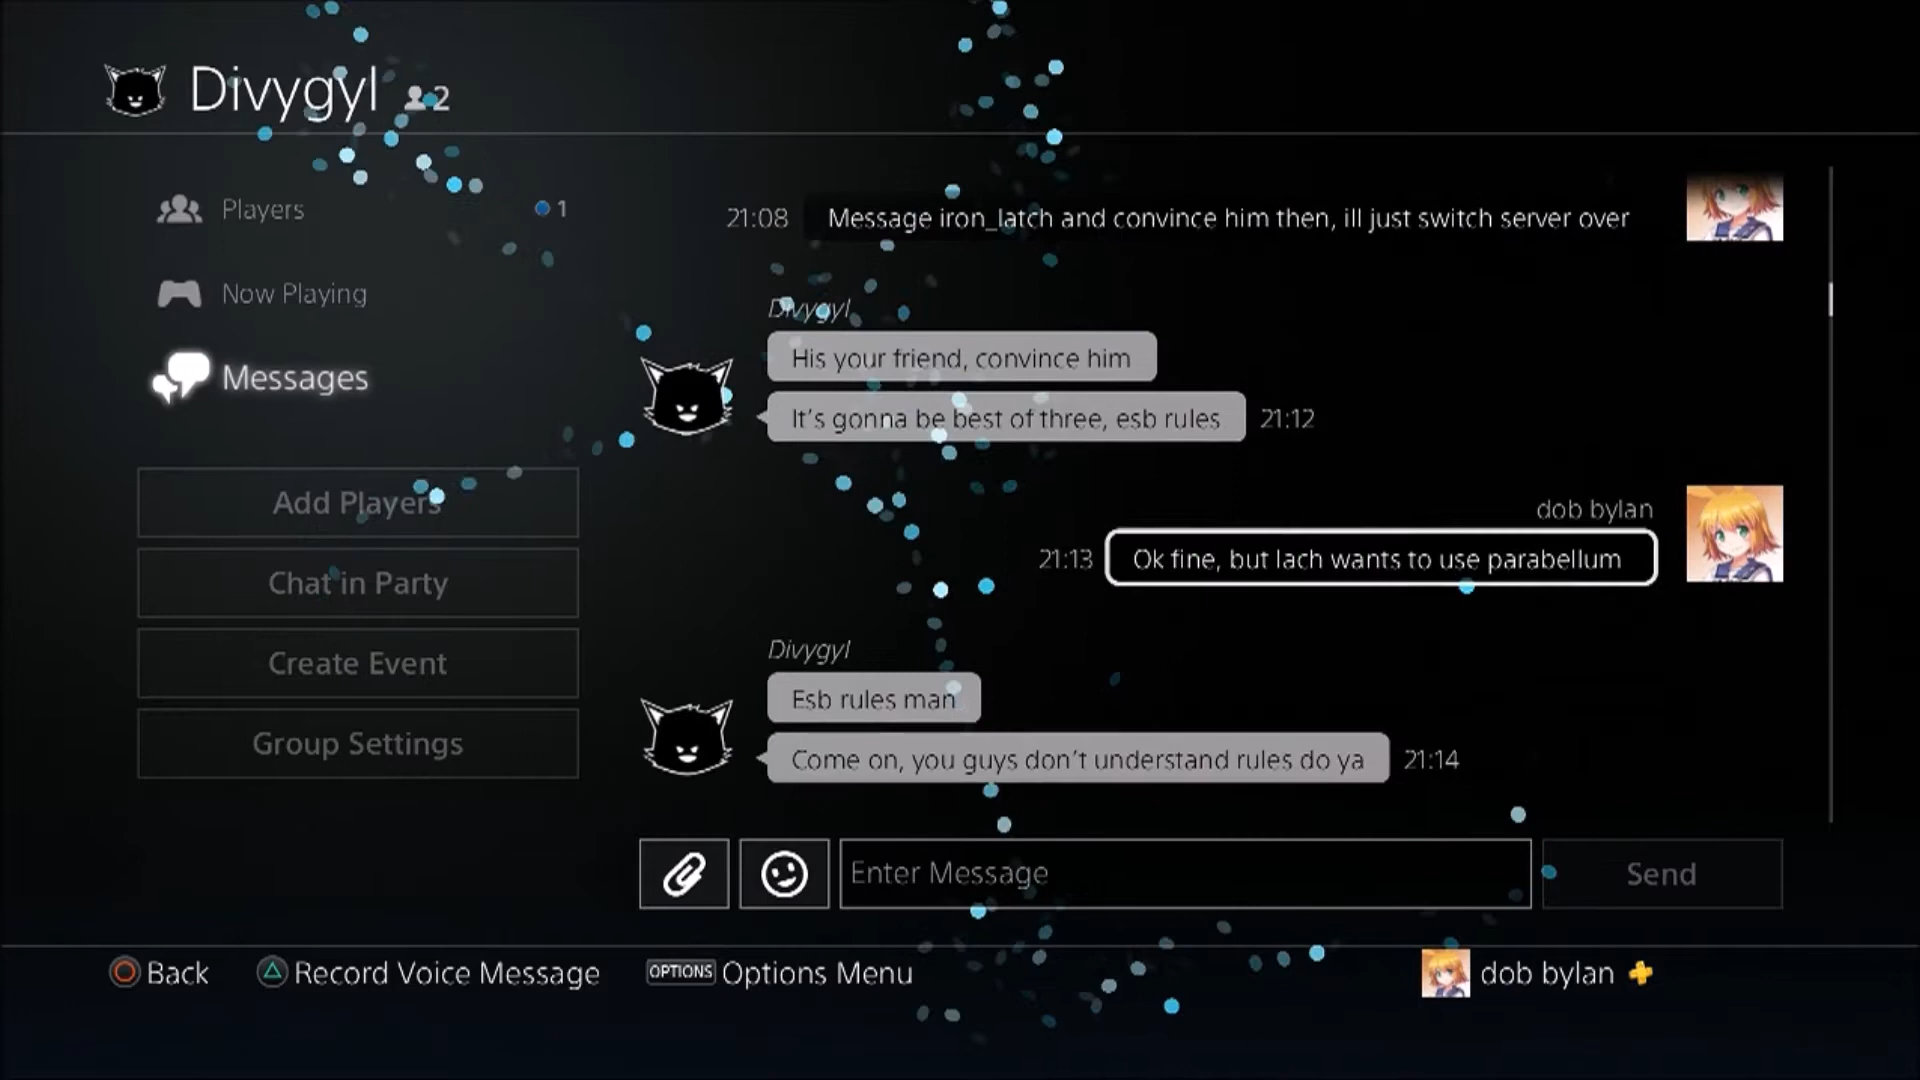 Divygyl 2
Players 1
Now Playing
Messages
Add Players
Chat in Party
Create Event
Group Settings
21:08 Message iron_latch and convince him then, ill just switch server over
Divygyl
His your friend, convince him
It's gonna be best of three, esb rules 21:12
dob bylan
21:13 Ok fine, but lach wants to use parabellum
Divygyl
Esb rules man
Come on, you guys don't understand rules do ya 21:14
Enter Message
Send
Back
Record Voice Message
OPTIONS Options Menu
dob bylan